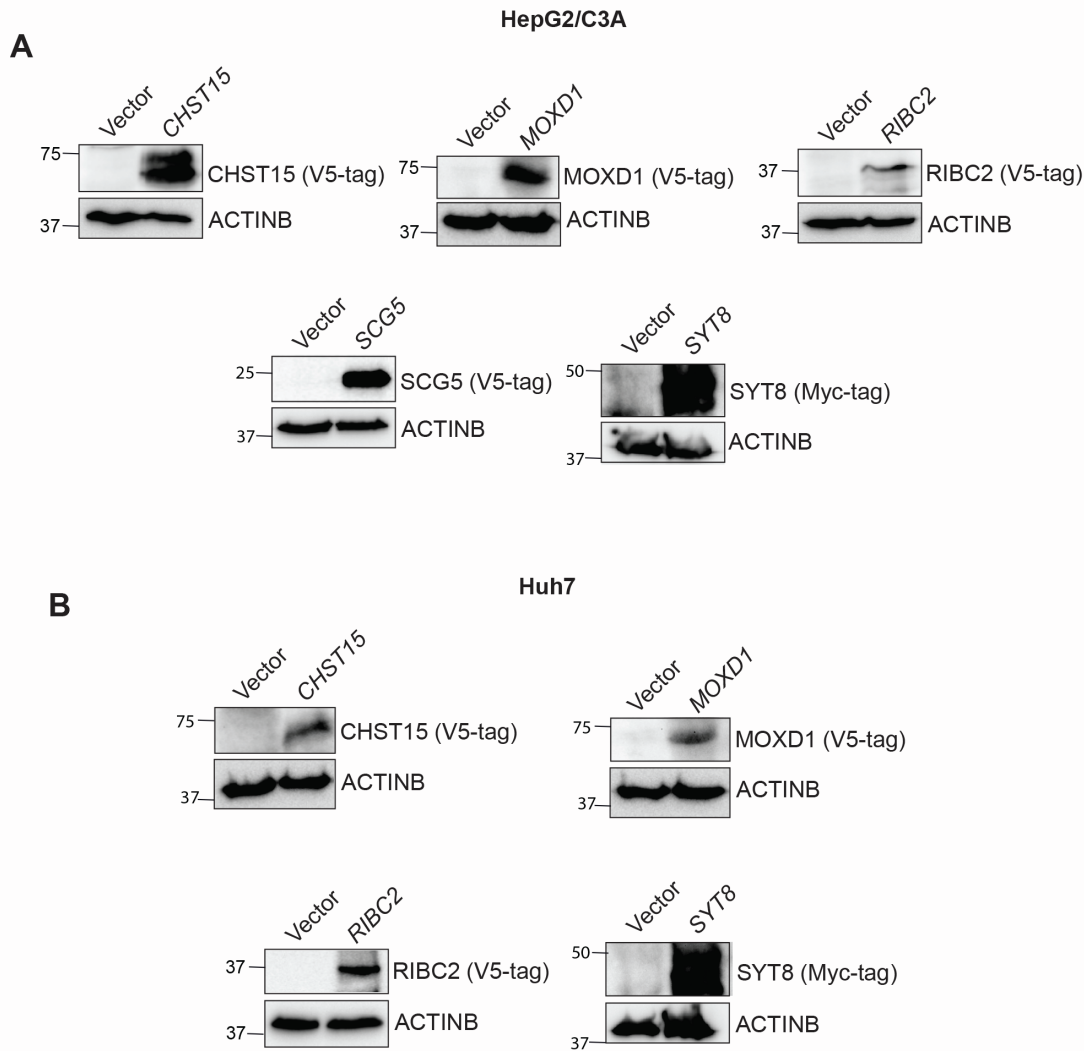 HepG2/C3A
A
Vector CHST15
75
CHST15 (V5-tag)
37
ACTINB
Vector MOXD1
75
MOXD1 (V5-tag)
37
ACTINB
Vector RIBC2
37
RIBC2 (V5-tag)
37
ACTINB
Vector SCG5
25
SCG5 (V5-tag)
37
ACTINB
Vector SYT8
50
SYT8 (Myc-tag)
37
ACTINB
Huh7
B
Vector CHST15
75
CHST15 (V5-tag)
37
ACTINB
Vector MOXD1
75
MOXD1 (V5-tag)
37
ACTINB
Vector RIBC2
37
RIBC2 (V5-tag)
37
ACTINB
Vector SYT8
50
SYT8 (Myc-tag)
37
ACTINB